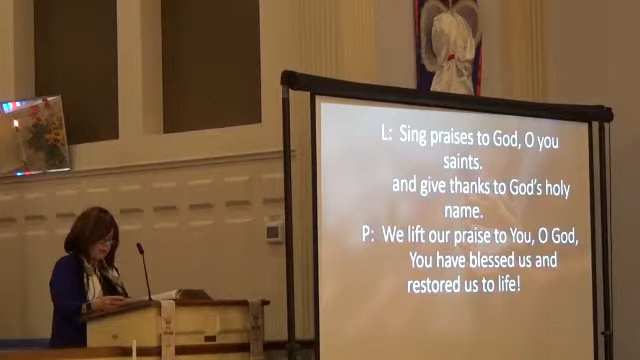 L: Sing praises to God, O you
saints.
and give thanks to God's holy
name.
P: We lift our praise to You, O God,
You have blessed us and
restored us to life!